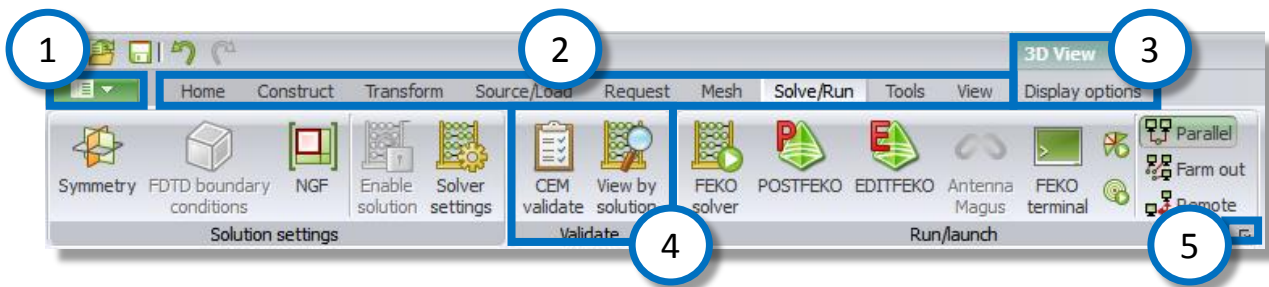 1
2
3
3D View
Home Construct Transform Source/Load Request Mesh Solve/Run Tools View Display options
Symmetry
FDTD boundary
conditions
NGF
Enable
solution
Solver
settings
CEM
validate
View by
solution
FEKO
solver
P
POSTFEKO
E
EDITFEKO
Antenna
Magus
FEKO
terminal
Parallel
Farm out
Remote
Solution settings
Validate
Run/launch
4
5